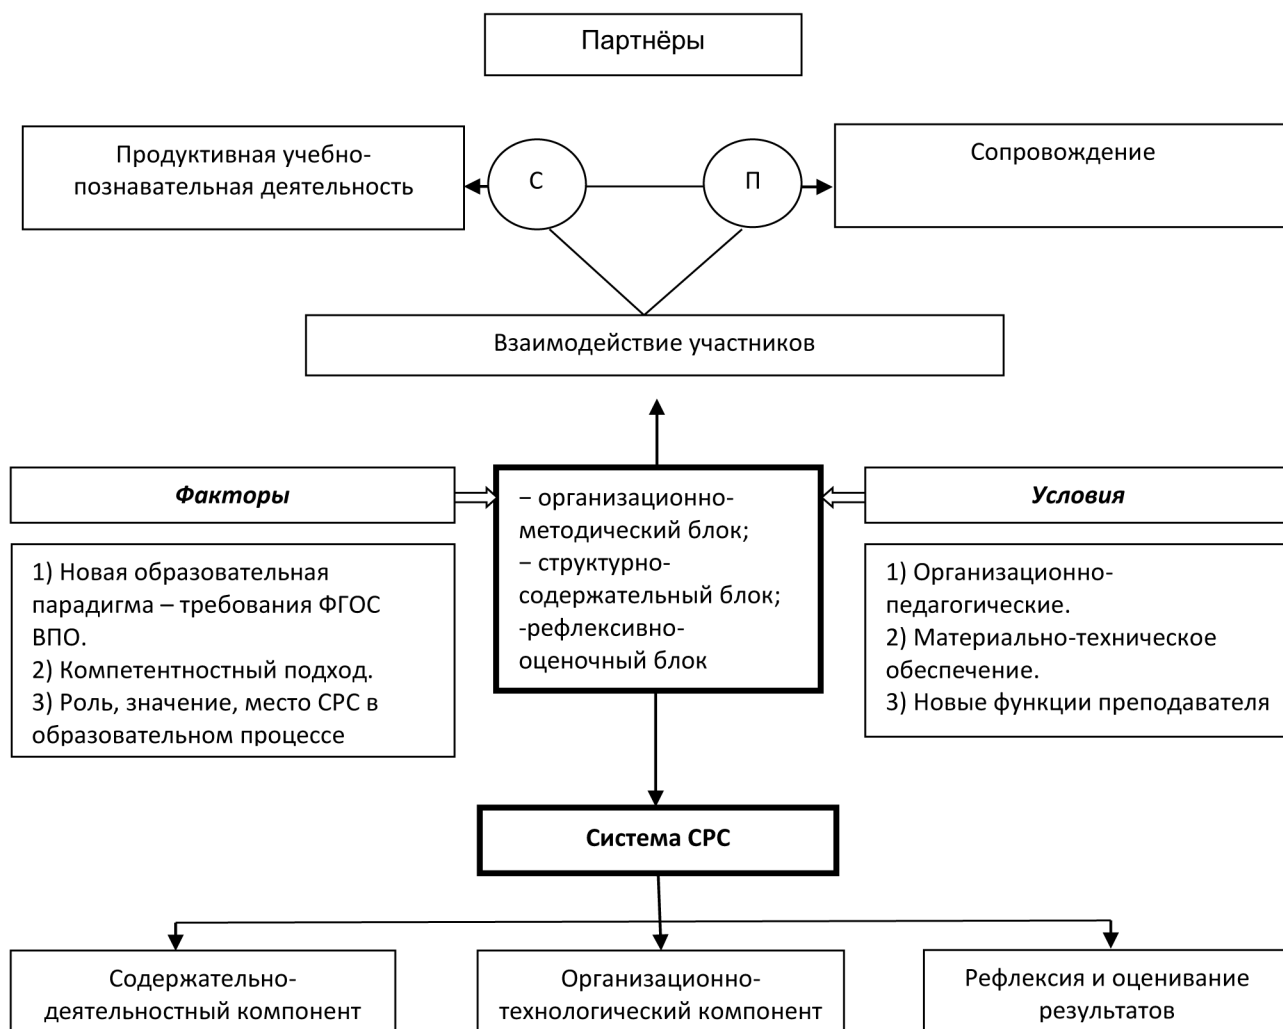 Партнёры
Продуктивная учебно-
познавательная деятельность
С
П
Сопровождение
Взаимодействие участников
Факторы
− организационно-
методический блок;
− структурно-
содержательный блок;
-рефлексивно-
оценочный блок
Условия
1) Новая образовательная
парадигма – требования ФГОС
ВПО.
2) Компетентностный подход.
3) Роль, значение, место СРС в
образовательном процессе
1) Организационно-
педагогические.
2) Материально-техническое
обеспечение.
3) Новые функции преподавателя
Система СРС
Содержательно-
деятельностный компонент
Организационно-
технологический компонент
Рефлексия и оценивание
результатов